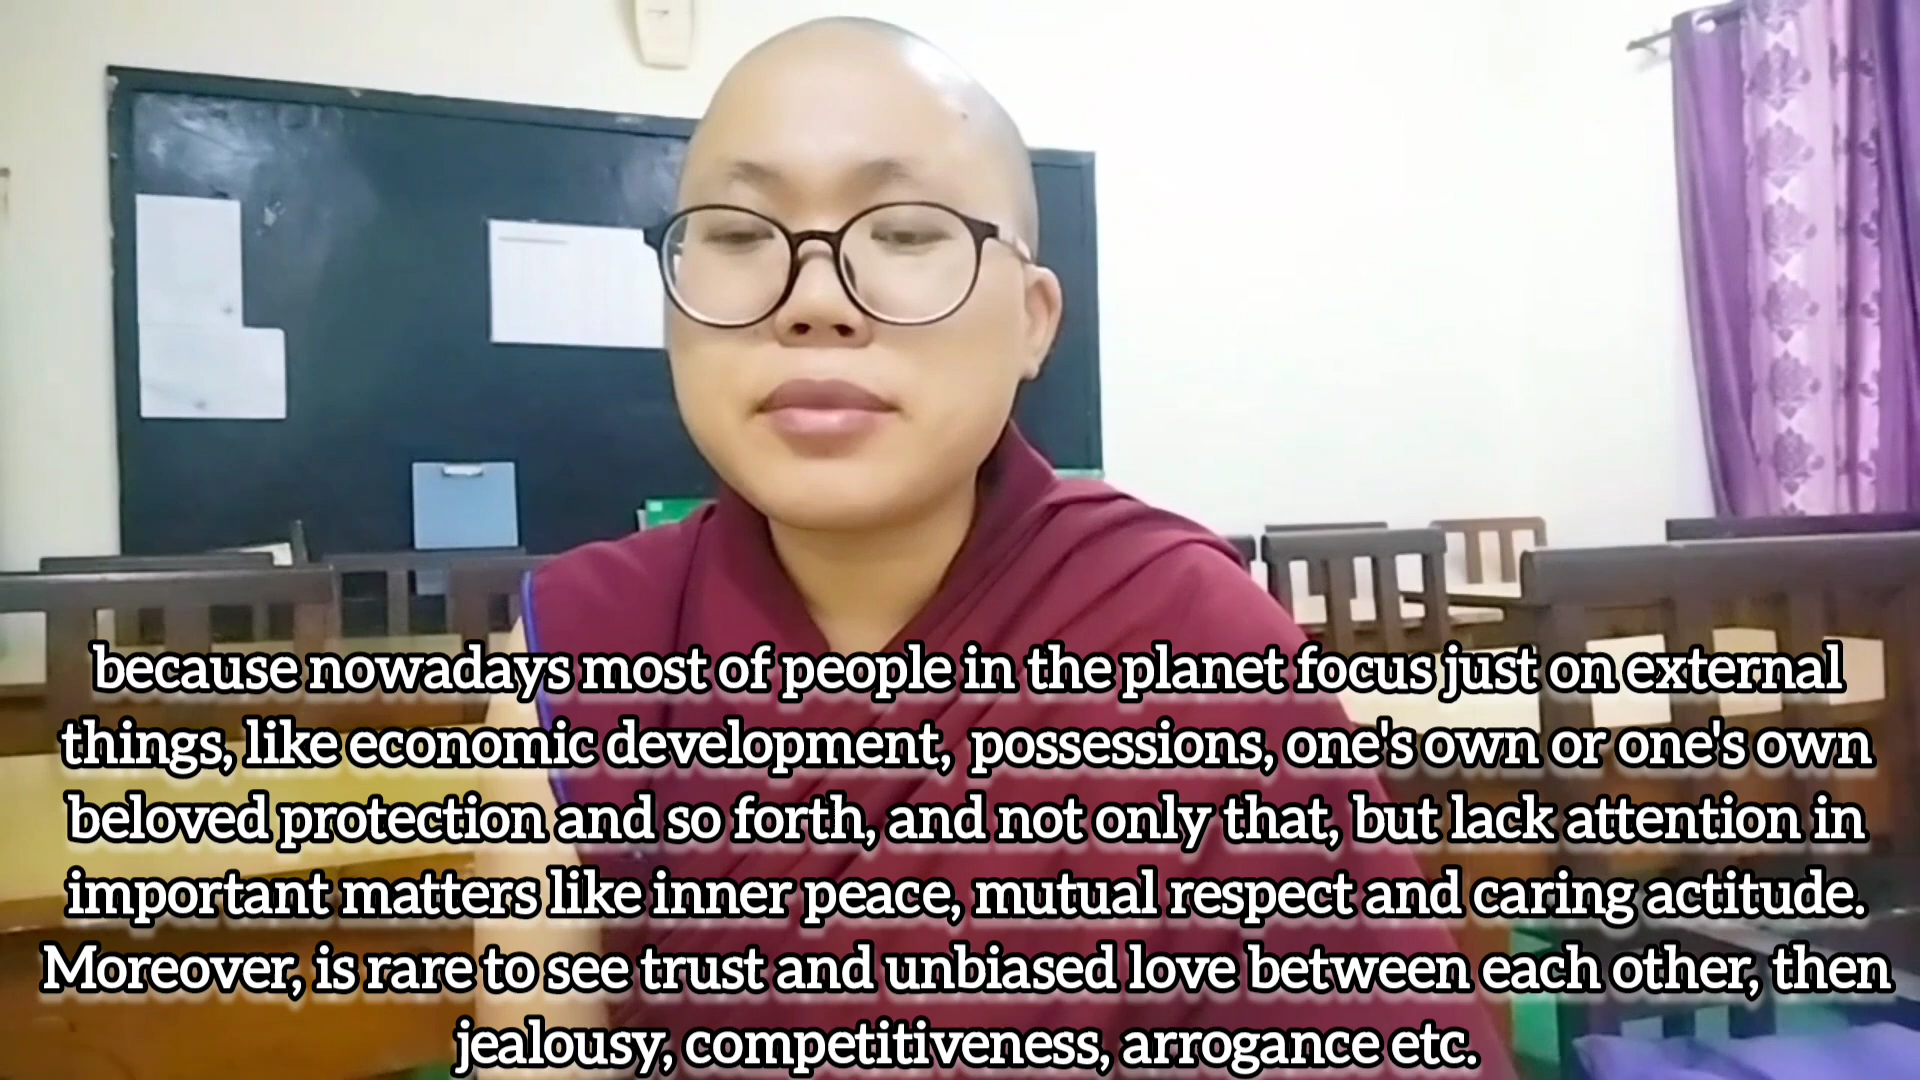 because nowadays most of people in the planet focus just on external
things, like economic development, possessions, one's own or one's own
beloved protection and so forth, and not only that, but lack attention in
important matters like inner peace, mutual respect and caring actitude.
Moreover, is rare to see trust and unbiased love between each other, then
jealousy, competitiveness, arrogance etc.